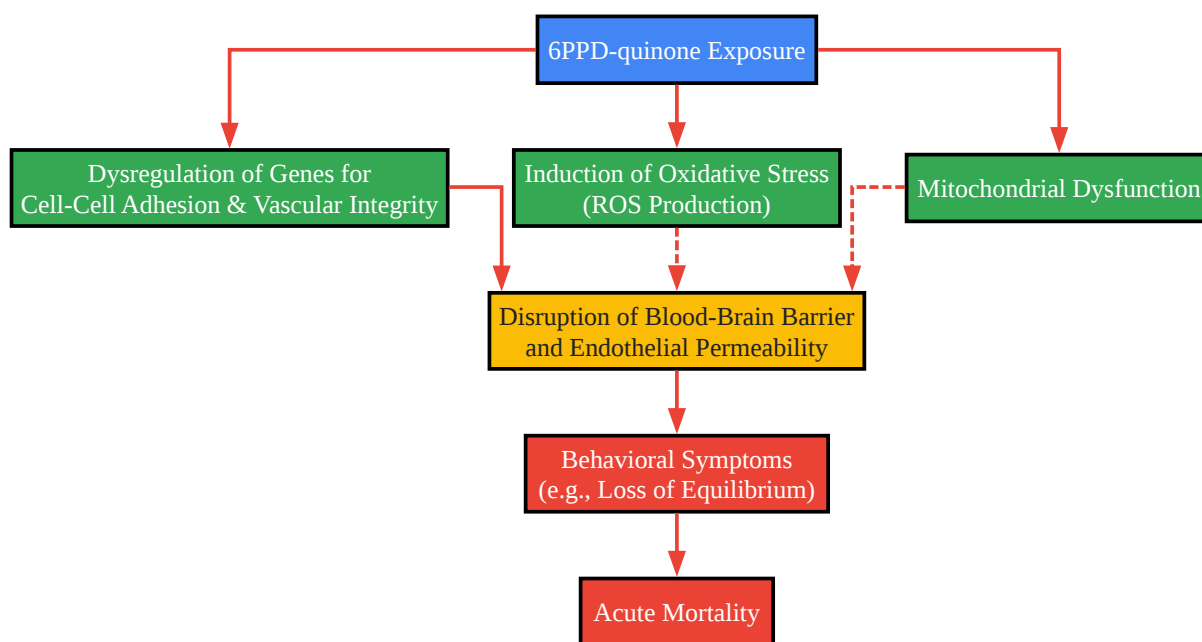 6PPD-quinone Exposure
Dysregulation of Genes for
Cell-Cell Adhesion & Vascular Integrity
Induction of Oxidative Stress
(ROS Production)
Mitochondrial Dysfunction
Disruption of Blood-Brain Barrier
and Endothelial Permeability
Behavioral Symptoms
(e.g., Loss of Equilibrium)
Acute Mortality